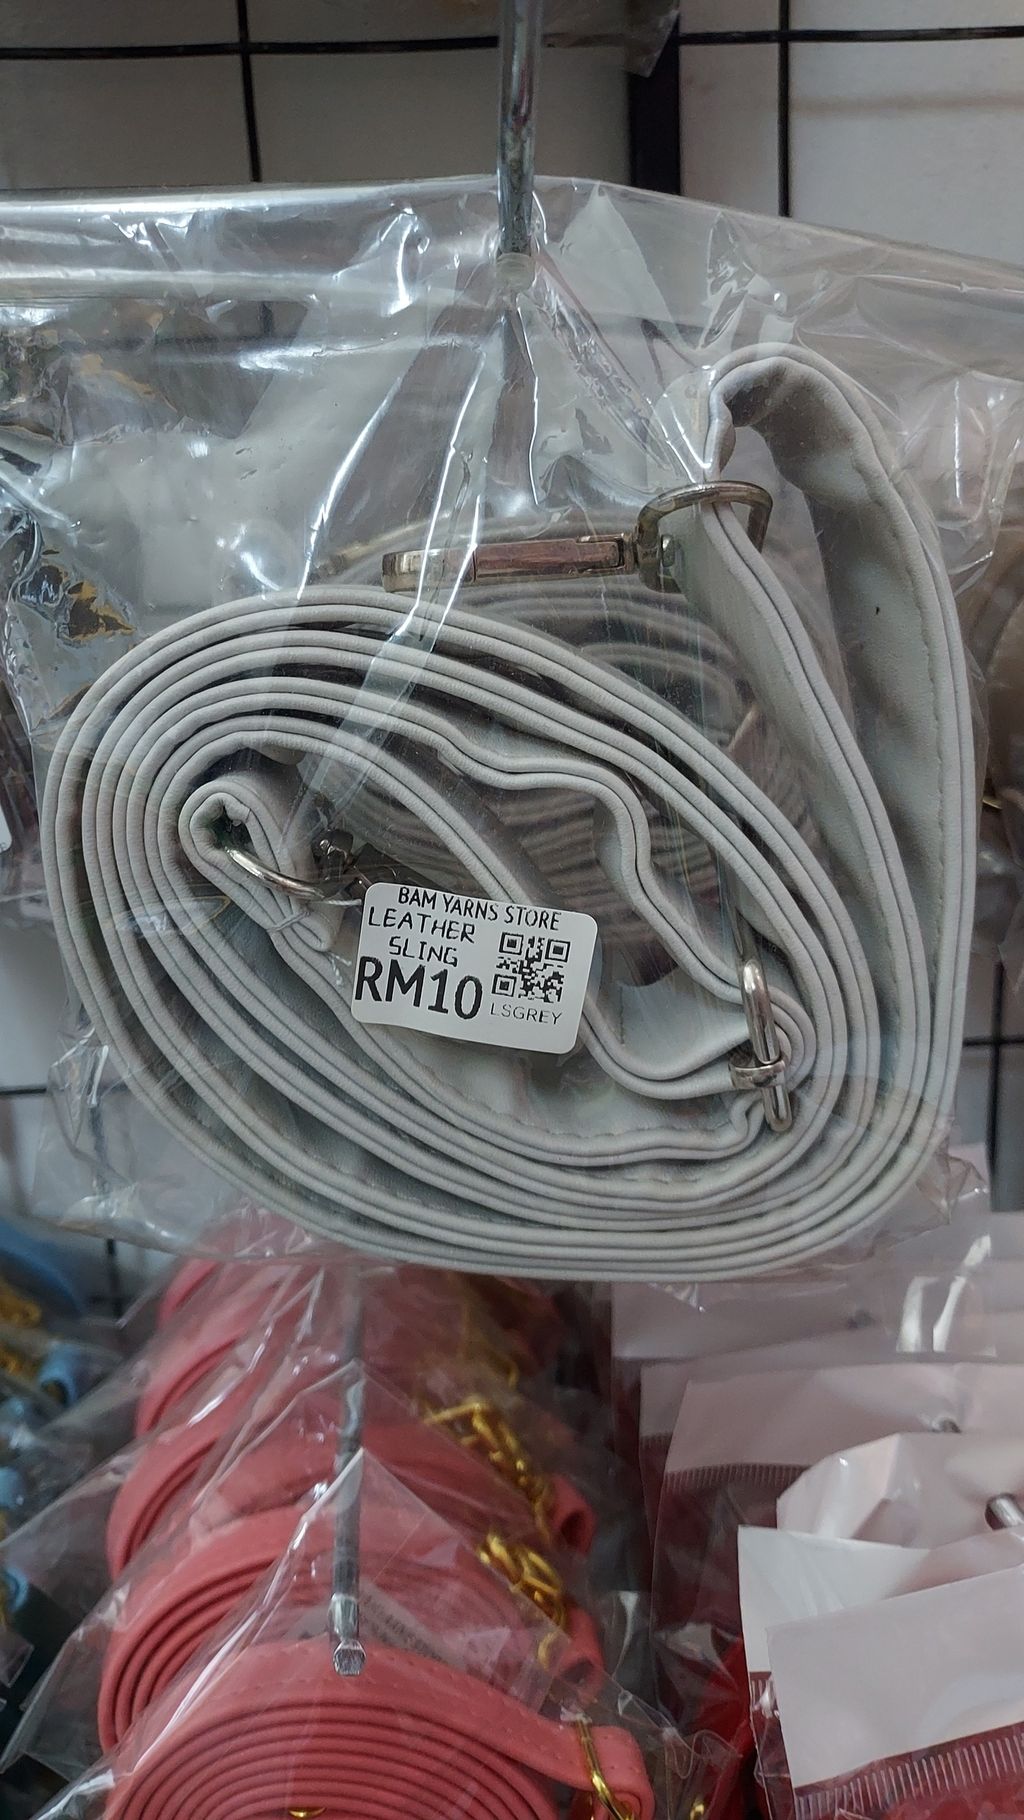 BAM YARNS STORE
LEATHER
SLING
RM10
LSGREY